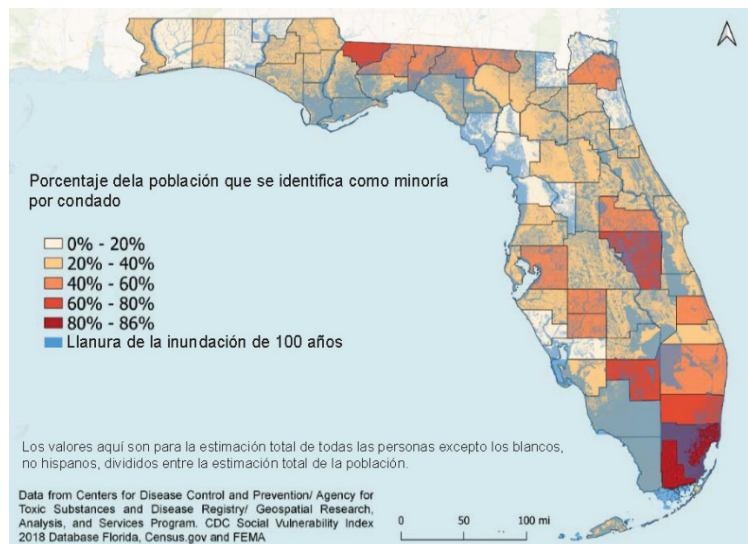 Porcentaje dela población que se identifica como minoría
por condado
0% - 20%
20% - 40%
40% - 60%
60% - 80%
80% - 86%
Llanura de la inundación de 100 años
Los valores aquí son para la estimación total de todas las personas excepto los blancos,
no hispanos, divididos entre la estimación total de la población.
Data from Centers for Disease Control and Prevention/ Agency for
Toxic Substances and Disease Registry/ Geospatial Research,
Analysis, and Services Program. CDC Social Vulnerability Index
2018 Database Florida, Census.gov and FEMA
0 50 100 mi